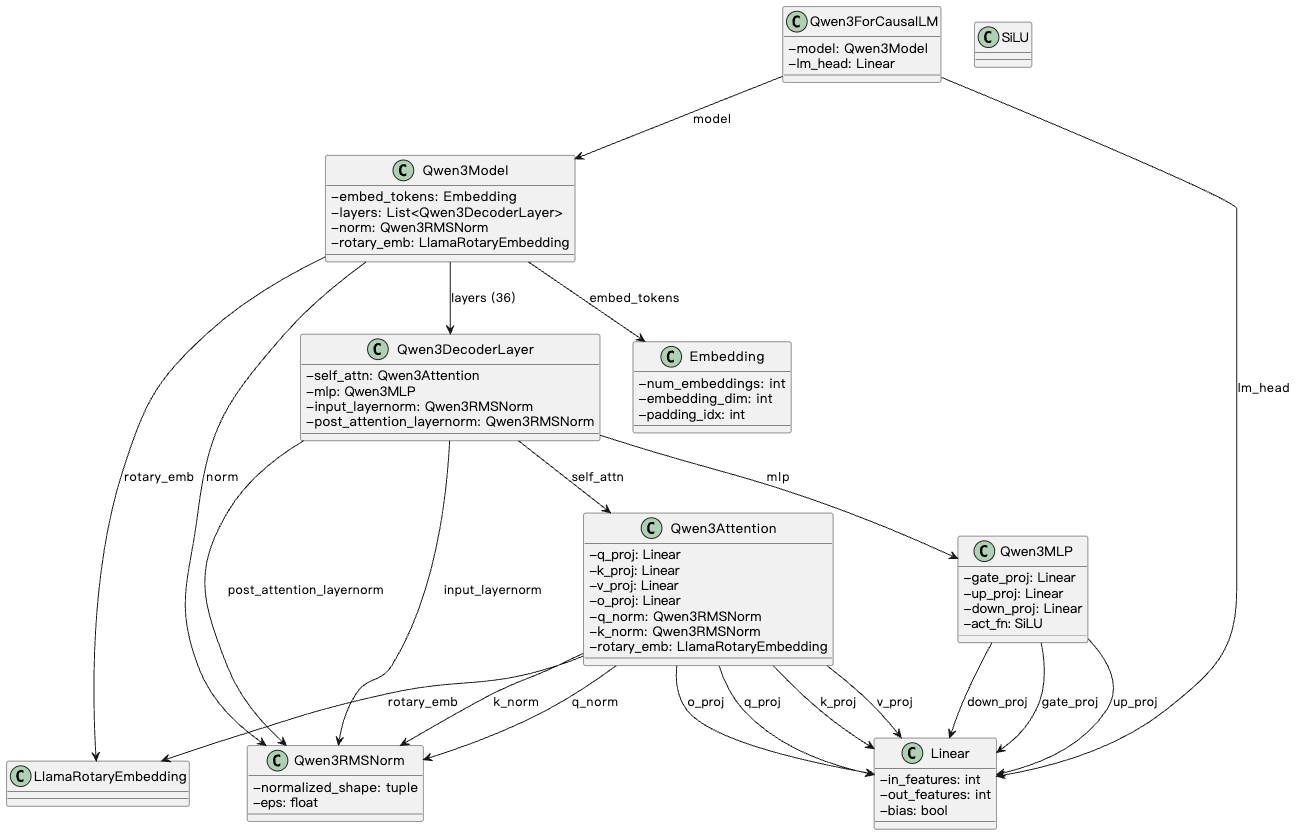 C Qwen3ForCausalLM
−model: Qwen3Model
−lm_head: Linear
C SiLU
model
C Qwen3Model
−embed_tokens: Embedding
−layers: List<Qwen3DecoderLayer>
−norm: Qwen3RMSNorm
−rotary_emb: LlamaRotaryEmbedding
layers (36)
embed_tokens
C Qwen3DecoderLayer
−self_attn: Qwen3Attention
−mlp: Qwen3MLP
−input_layernorm: Qwen3RMSNorm
−post_attention_layernorm: Qwen3RMSNorm
C Embedding
−num_embeddings: int
−embedding_dim: int
−padding_idx: int
lm_head
rotary_emb
norm
self_attn
mlp
C Qwen3Attention
−q_proj: Linear
−k_proj: Linear
−v_proj: Linear
−o_proj: Linear
−q_norm: Qwen3RMSNorm
−k_norm: Qwen3RMSNorm
−rotary_emb: LlamaRotaryEmbedding
C Qwen3MLP
−gate_proj: Linear
−up_proj: Linear
−down_proj: Linear
−act_fn: SiLU
post_attention_layernorm
input_layernorm
rotary_emb
k_norm
q_norm
o_proj
q_proj
k_proj
v_proj
down_proj
gate_proj
up_proj
C LlamaRotaryEmbedding
C Qwen3RMSNorm
−normalized_shape: tuple
−eps: float
C Linear
−in_features: int
−out_features: int
−bias: bool